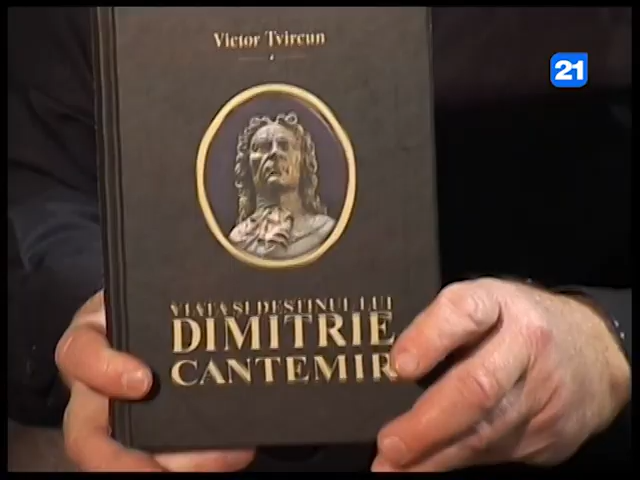 Victor Tvircun
21
VIAȚA ȘI DESTINUL LUI
DIMITRIE
CANTEMIR